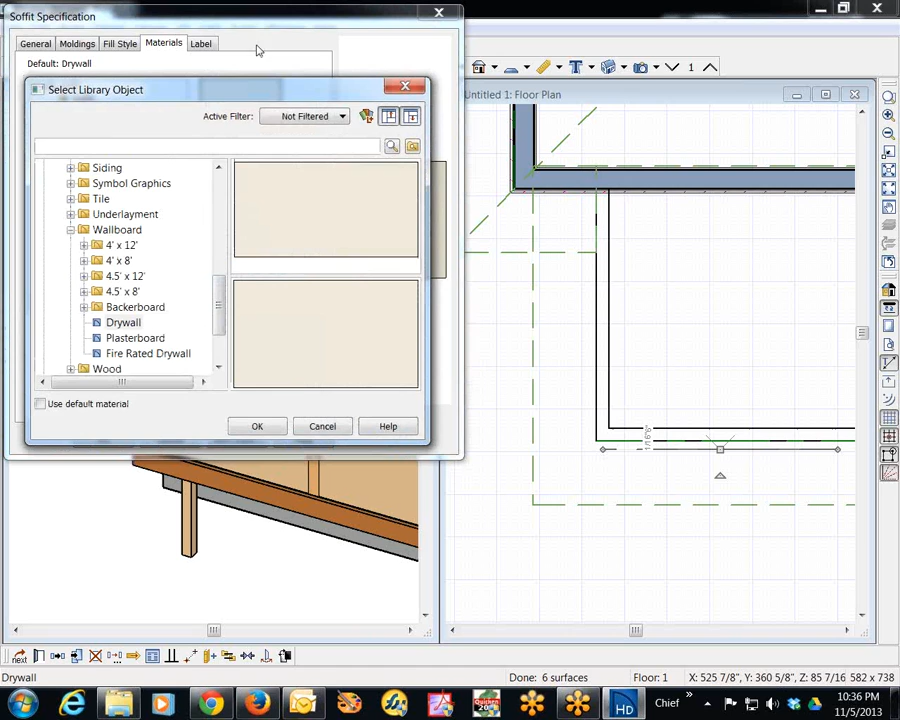 Soffit Specification
General Moldings Fill Style Materials Label
Default: Drywall
Select Library Object
Active Filter: Not Filtered
Siding
Symbol Graphics
Tile
Underlayment
Wallboard
4' x 12'
4' x 8'
4.5' x 12'
4.5' x 8'
Backerboard
Drywall
Plasterboard
Fire Rated Drywall
Wood
Use default material
OK Cancel Help
1
Untitled 1: Floor Plan
next
Drywall Done: 6 surfaces Floor: 1 X: 525 7/8", Y: 360 5/8", Z: 85 7/16 582 x 738
Chief
10:36 PM
11/5/2013